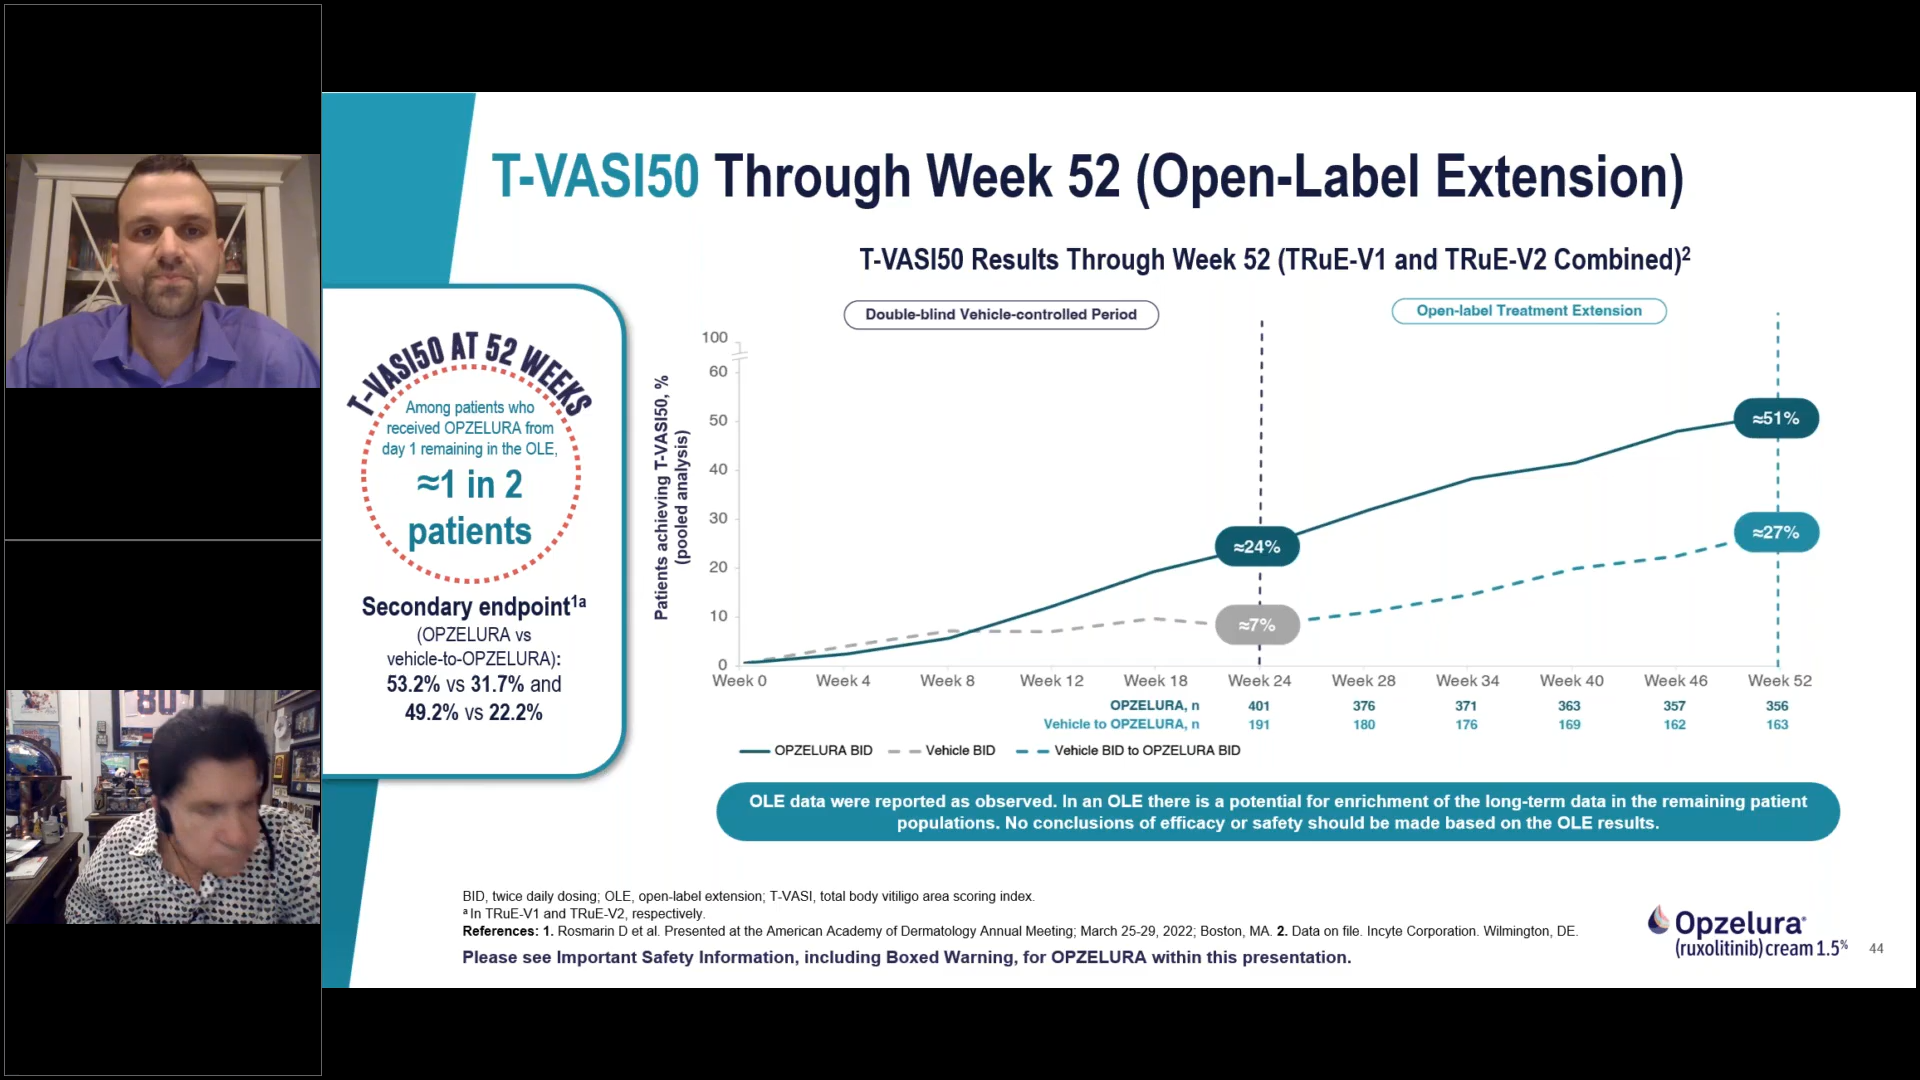 T-VASI50 Through Week 52 (Open-Label Extension)
T-VASI50 AT 52 WEEKS
Among patients who
received OPZELURA from
day 1 remaining in the OLE,
≈1 in 2
patients
Secondary endpoint1a
(OPZELURA vs
vehicle-to-OPZELURA):
53.2% vs 31.7% and
49.2% vs 22.2%
T-VASI50 Results Through Week 52 (TRuE-V1 and TRuE-V2 Combined)2
Double-blind Vehicle-controlled Period
Open-label Treatment Extension
Patients achieving T-VASI50, %
(pooled analysis)
100
60
50
40
30
20
10
0
≈51%
≈27%
≈24%
≈7%
Week 0 Week 4 Week 8 Week 12 Week 18 Week 24 Week 28 Week 34 Week 40 Week 46 Week 52
OPZELURA, n 401 376 371 363 357 356
Vehicle to OPZELURA, n 191 180 176 169 162 163
OPZELURA BID Vehicle BID Vehicle BID to OPZELURA BID
OLE data were reported as observed. In an OLE there is a potential for enrichment of the long-term data in the remaining patient
populations. No conclusions of efficacy or safety should be made based on the OLE results.
BID, twice daily dosing; OLE, open-label extension; T-VASI, total body vitiligo area scoring index.
a In TRuE-V1 and TRuE-V2, respectively.
References: 1. Rosmarin D et al. Presented at the American Academy of Dermatology Annual Meeting; March 25-29, 2022; Boston, MA. 2. Data on file. Incyte Corporation. Wilmington, DE.
Please see Important Safety Information, including Boxed Warning, for OPZELURA within this presentation.
Opzelura®
(ruxolitinib) cream 1.5%
44
80